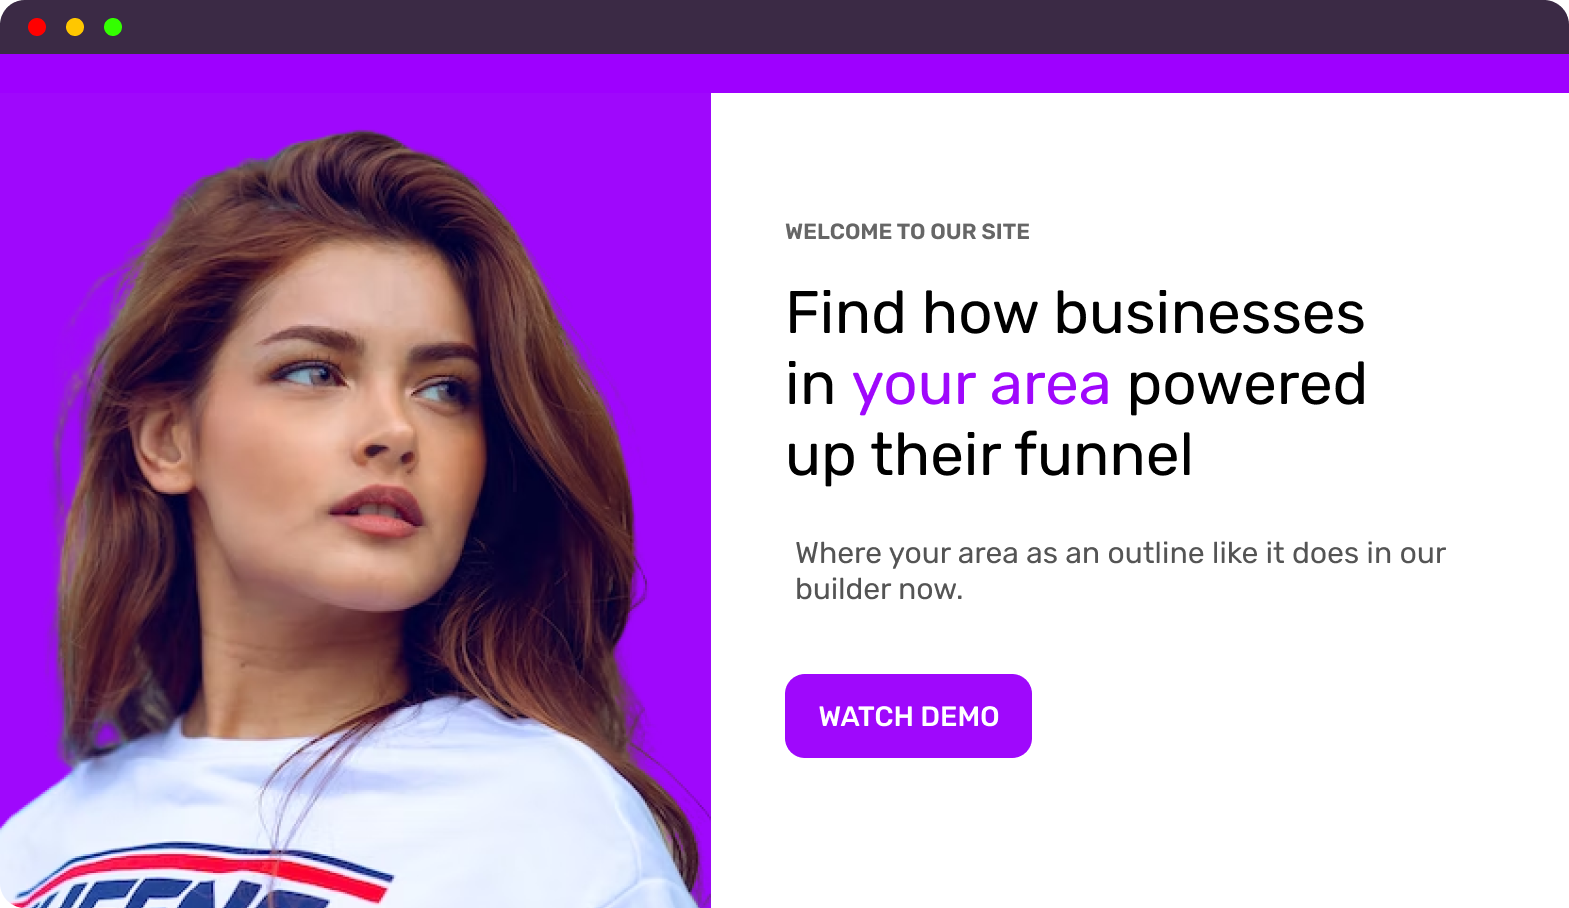 WELCOME TO OUR SITE
Find how businesses
in your area powered
up their funnel
Where your area as an outline like it does in our
builder now.
WATCH DEMO